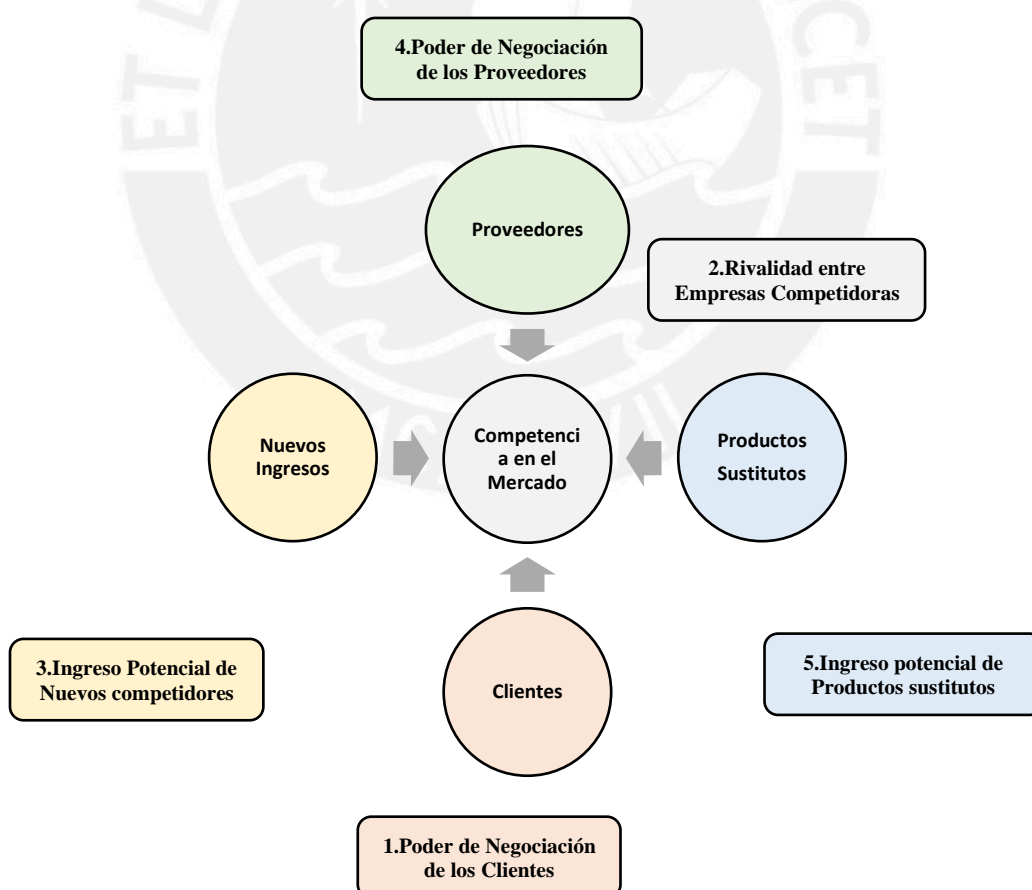 4.Poder de Negociación
de los Proveedores
Proveedores
2.Rivalidad entre
Empresas Competidoras
Nuevos
Ingresos
Competenci
a en el
Mercado
Productos
Sustitutos
3.Ingreso Potencial de
Nuevos competidores
Clientes
5.Ingreso potencial de
Productos sustitutos
1.Poder de Negociación
de los Clientes